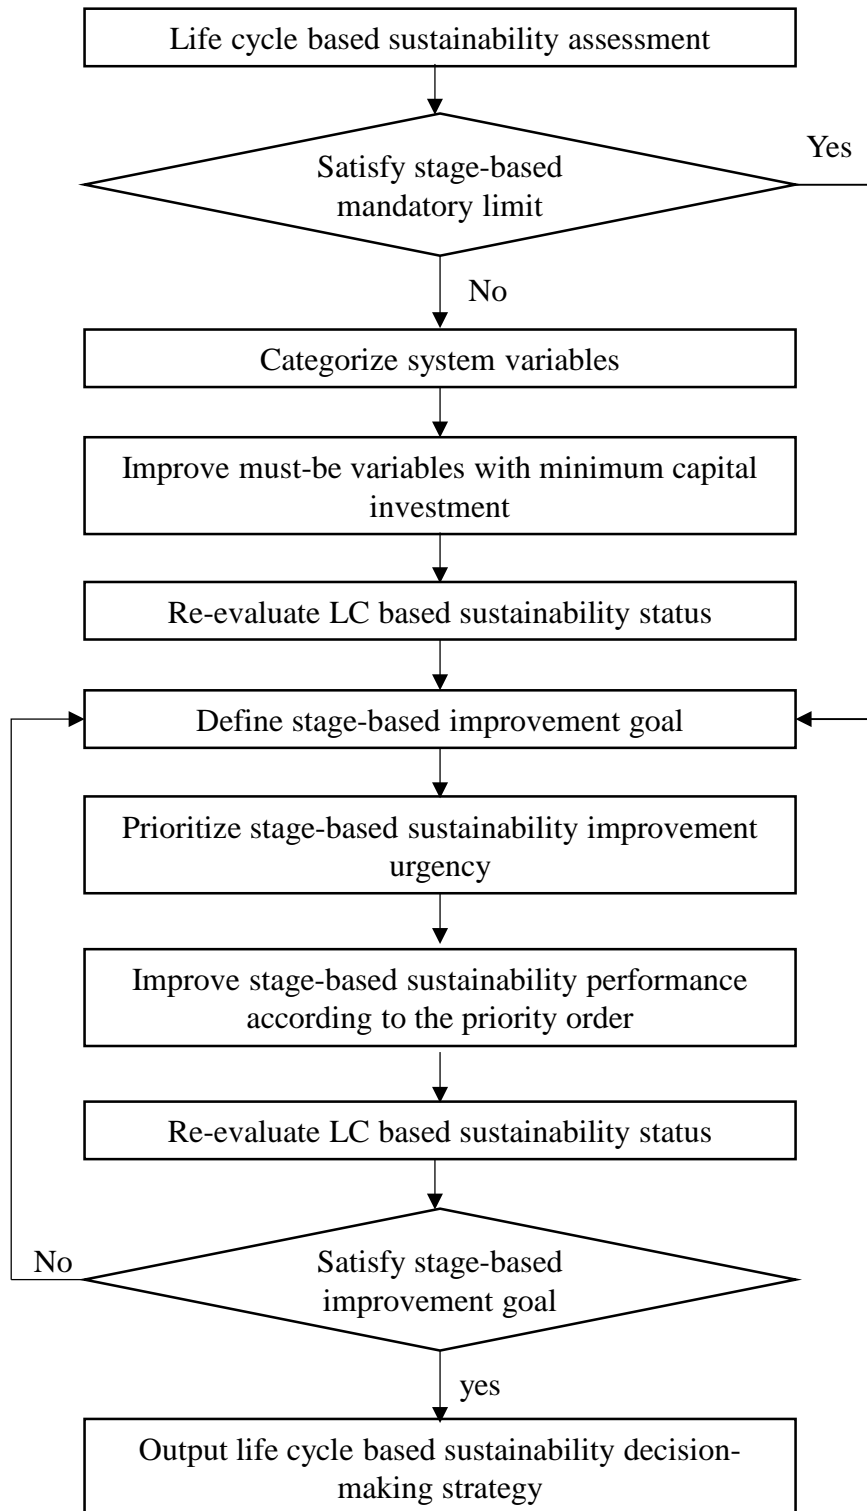 Life cycle based sustainability assessment
Yes
Satisfy stage-based
mandatory limit
No
Categorize system variables
Improve must-be variables with minimum capital
investment
Re-evaluate LC based sustainability status
Define stage-based improvement goal
Prioritize stage-based sustainability improvement
urgency
Improve stage-based sustainability performance
according to the priority order
Re-evaluate LC based sustainability status
No
Satisfy stage-based
improvement goal
yes
Output life cycle based sustainability decision-
making strategy